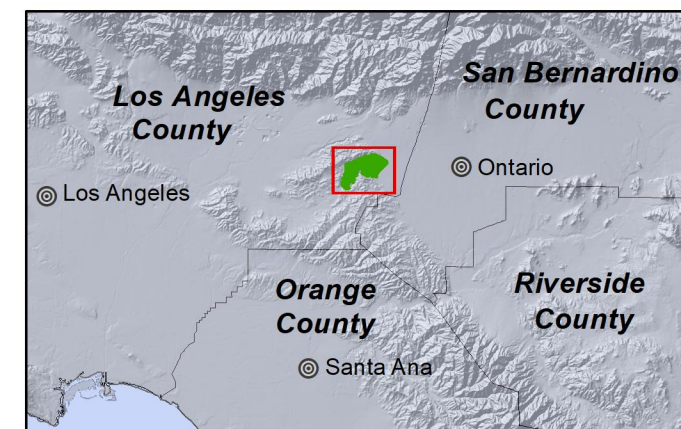 San Bernardino
County
Los Angeles
County
Ontario
Los Angeles
Orange
County
Riverside
County
Santa Ana